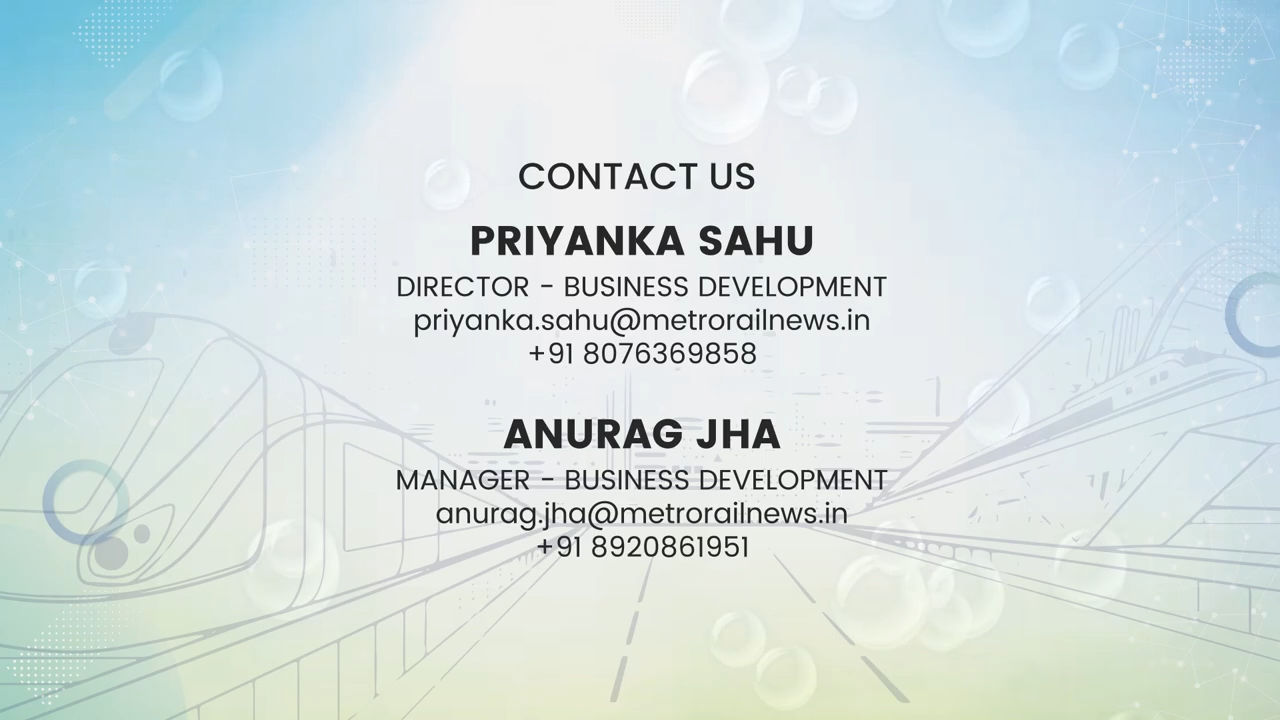 CONTACT US
PRIYANKA SAHU
DIRECTOR - BUSINESS DEVELOPMENT
priyanka.sahu@metrorailnews.in
+91 8076369858
ANURAG JHA
MANAGER - BUSINESS DEVELOPMENT
anurag.jha@metrorailnews.in
+91 8920861951